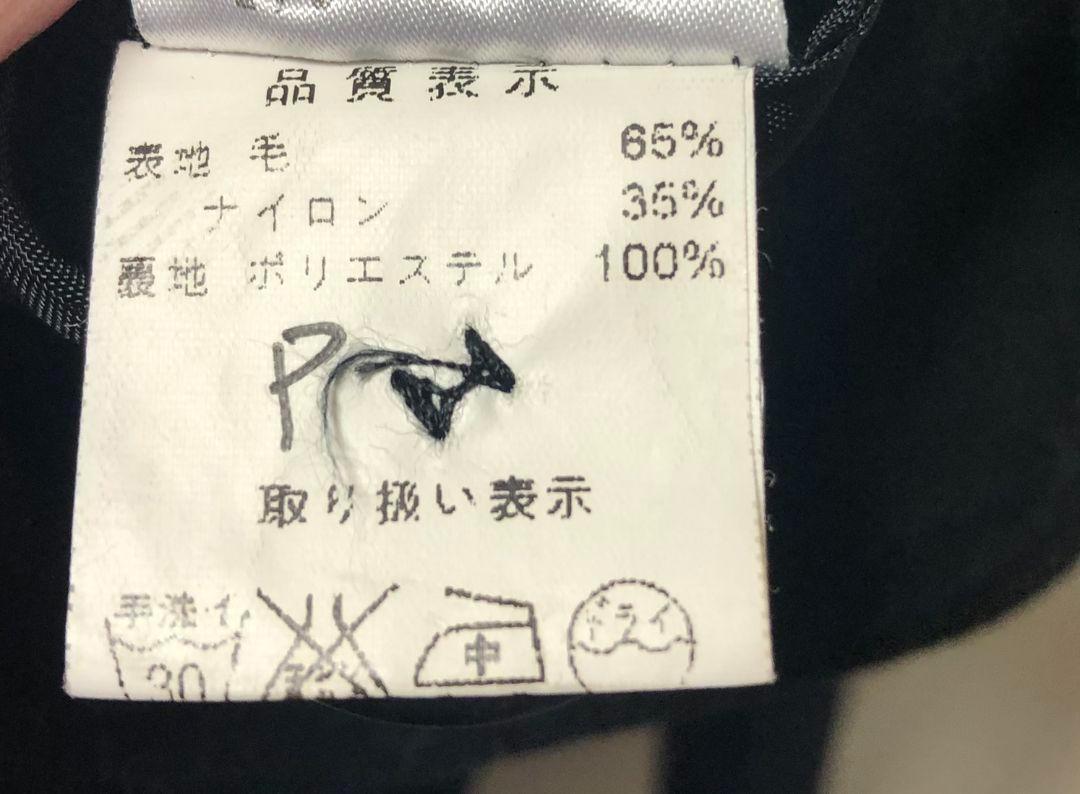 品質表示
表地 毛 65%
ナイロン 35%
裏地 ポリエステル 100%
P
取り扱い表示
手洗イ 中 ドライ
30